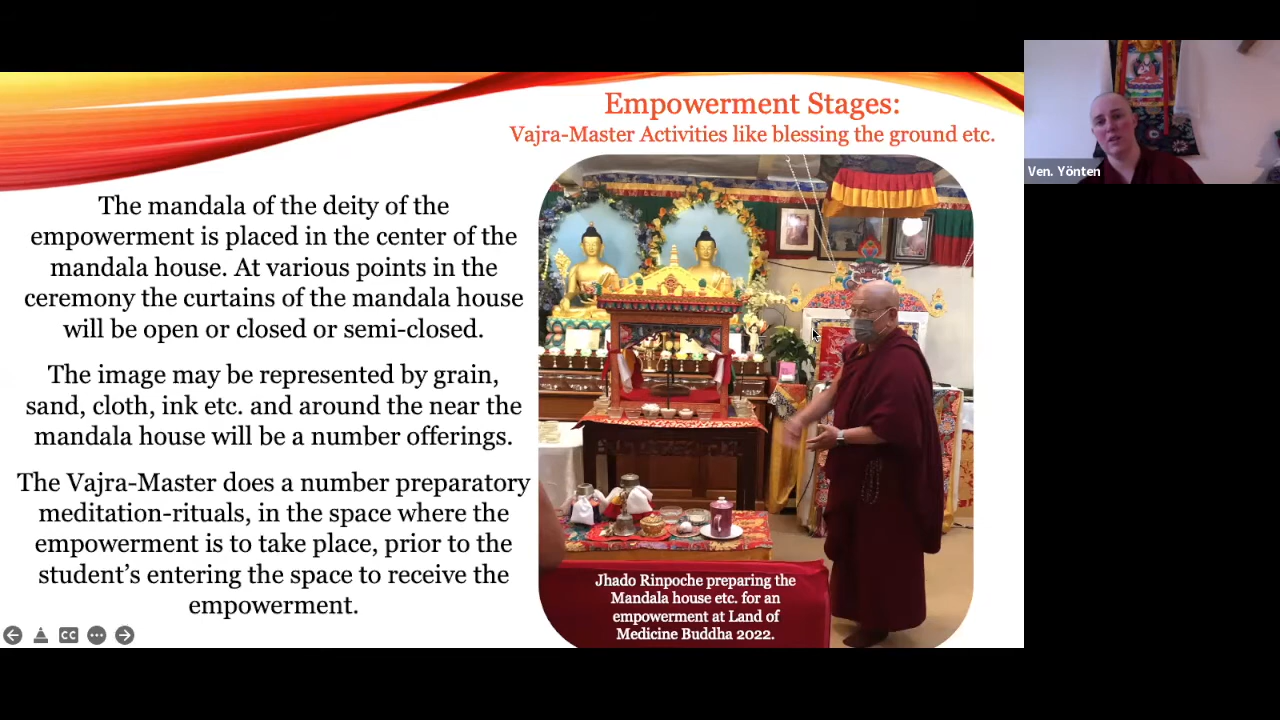 Empowerment Stages:
Vajra-Master Activities like blessing the ground etc.
The mandala of the deity of the
empowerment is placed in the center of the
mandala house. At various points in the
ceremony the curtains of the mandala house
will be open or closed or semi-closed.
The image may be represented by grain,
sand, cloth, ink etc. and around the near the
mandala house will be a number offerings.
The Vajra-Master does a number preparatory
meditation-rituals, in the space where the
empowerment is to take place, prior to the
student’s entering the space to receive the
empowerment.
Jhado Rinpoche preparing the
Mandala house etc. for an
empowerment at Land of
Medicine Buddha 2022.
CC
Ven. Yönten